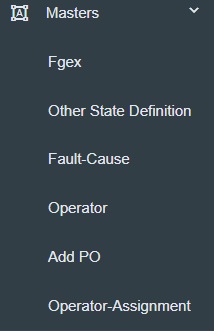 Masters
Fgex
Other State Definition
Fault-Cause
Operator
Add PO
Operator-Assignment